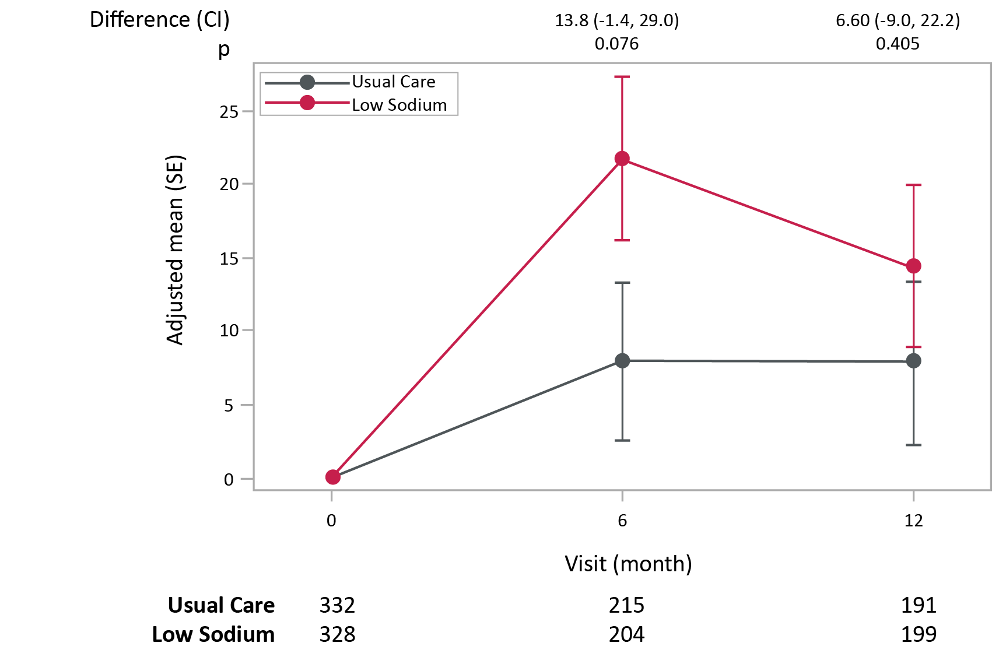 Difference (CI) 13.8 (-1.4, 29.0) 6.60 (-9.0, 22.2)
p 0.076 0.405
Usual Care
Low Sodium
25
20
15
10
5
0
Adjusted mean (SE)
0 6 12
Visit (month)
Usual Care 332 215 191
Low Sodium 328 204 199